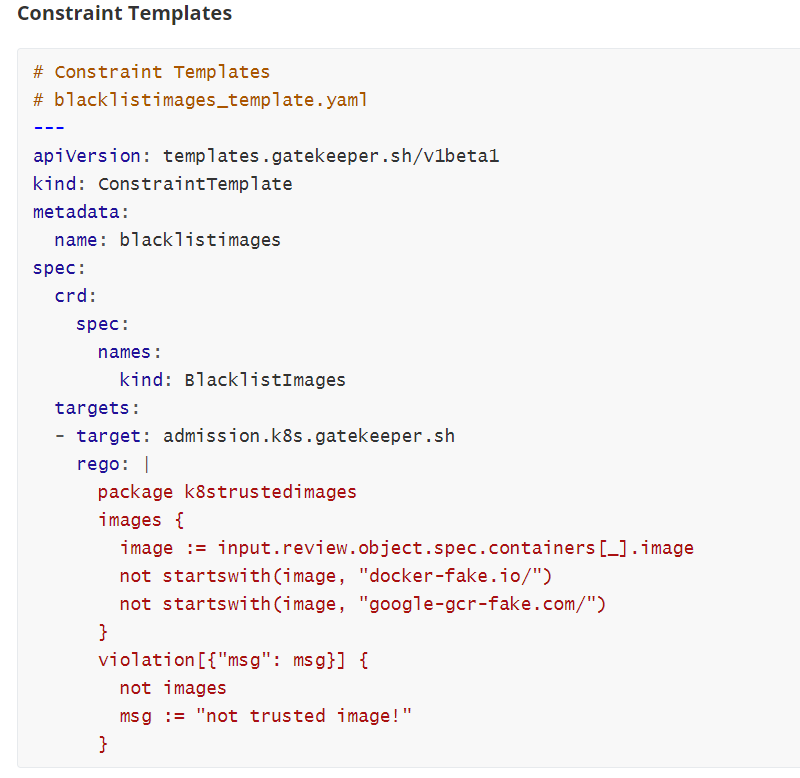 Constraint Templates
# Constraint Templates
# blacklistimages_template.yaml
---
apiVersion: templates.gatekeeper.sh/v1beta1
kind: ConstraintTemplate
metadata:
  name: blacklistimages
spec:
  crd:
    spec:
      names:
        kind: BlacklistImages
  targets:
  - target: admission.k8s.gatekeeper.sh
    rego: |
      package k8strustedimages
      images {
        image := input.review.object.spec.containers[_].image
        not startswith(image, "docker-fake.io/")
        not startswith(image, "google-gcr-fake.com/")
      }
      violation[{"msg": msg}] {
        not images
        msg := "not trusted image!"
      }